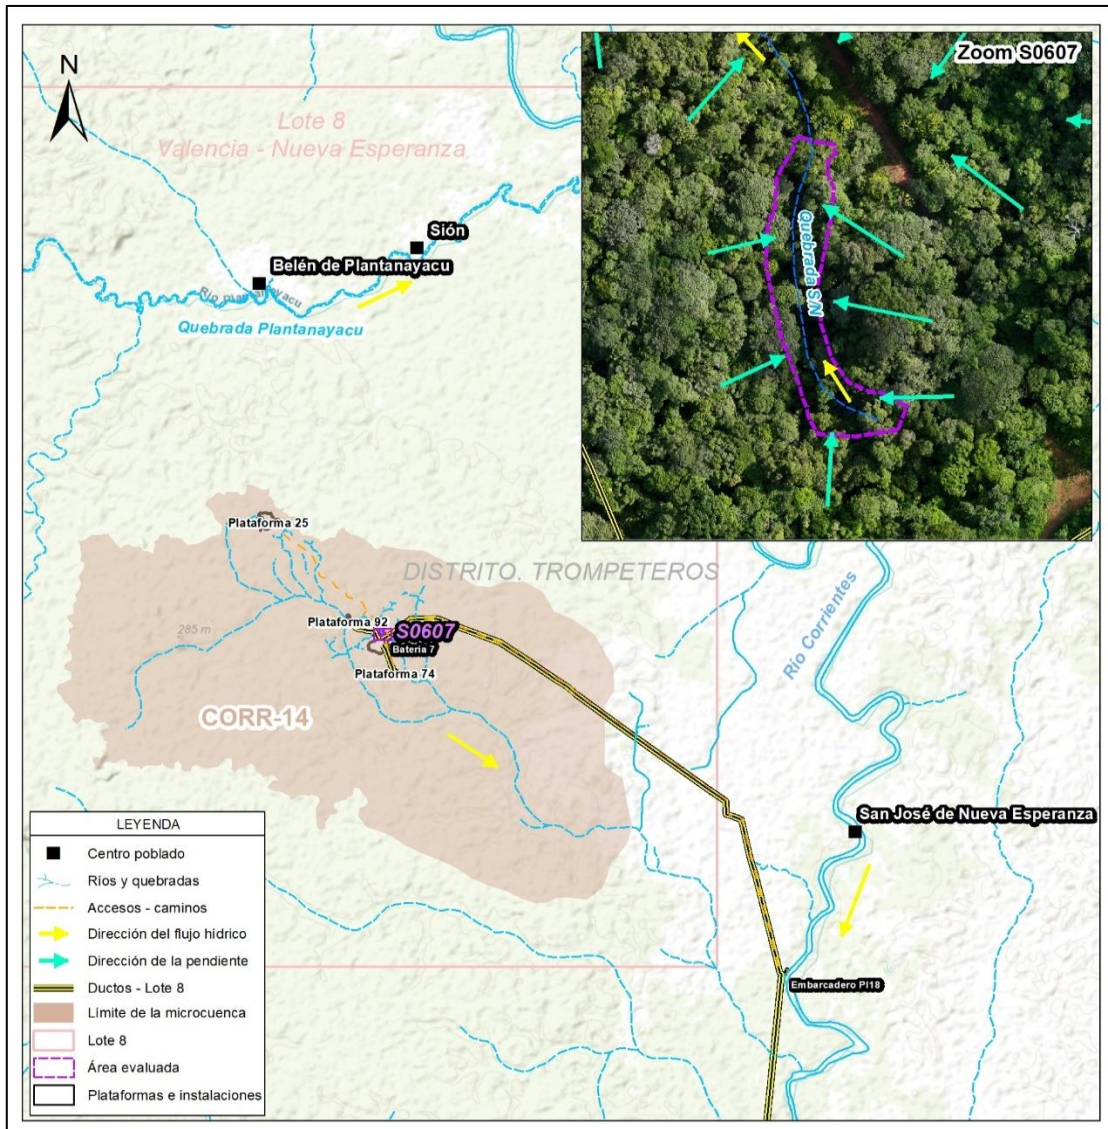 N
Lote 8
Valencia - Nueva Esperanza
Zoom S0607
Quebrada S/N
Sión
Belén de Plantanayacu
Río plantanayacu
Quebrada Plantanayacu
Plataforma 25
DISTRITO. TROMPETEROS
Río Corrientes
285 m
Plataforma 92
S0607
Batería 7
Plataforma 74
CORR-14
San José de Nueva Esperanza
Embarcadero PI18
LEYENDA
Centro poblado
Ríos y quebradas
Accesos - caminos
Dirección del flujo hídrico
Dirección de la pendiente
Ductos - Lote 8
Límite de la microcuenca
Lote 8
Área evaluada
Plataformas e instalaciones